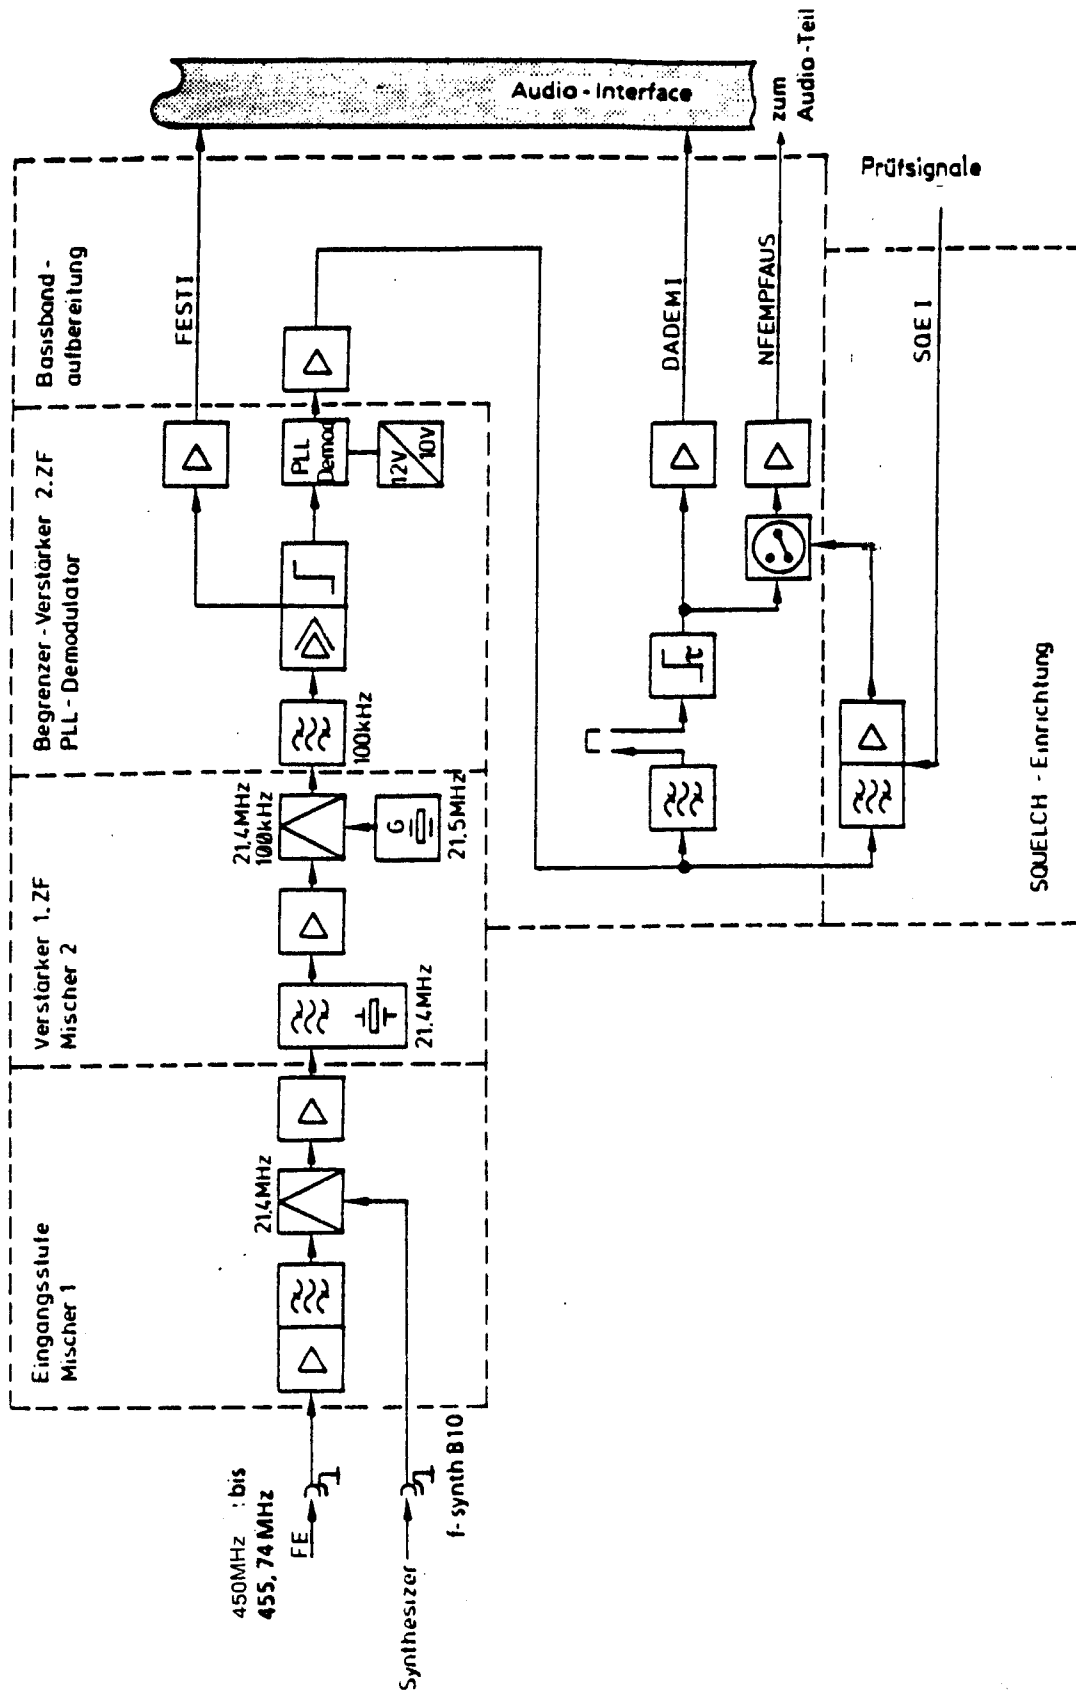 Eingangsstufe
Mischer 1
Verstärker 1. ZF
Mischer 2
Begrenzer-Verstärker 2. ZF
PLL-Demodulator
Basisband-
aufbereitung
450MHz bis
455,74 MHz
FE
Synthesizer
f-synth B10
21.4MHz
21.4MHz
21.4MHz
100kHz
G
21.5MHz
100kHz
PLL
Demod
12V
10V
FESTI
Audio-Interface
τ
DADEMI
NFEMPFAUS
zum
Audio-Teil
Prüfsignale
SQE I
SQUELCH - Einrichtung